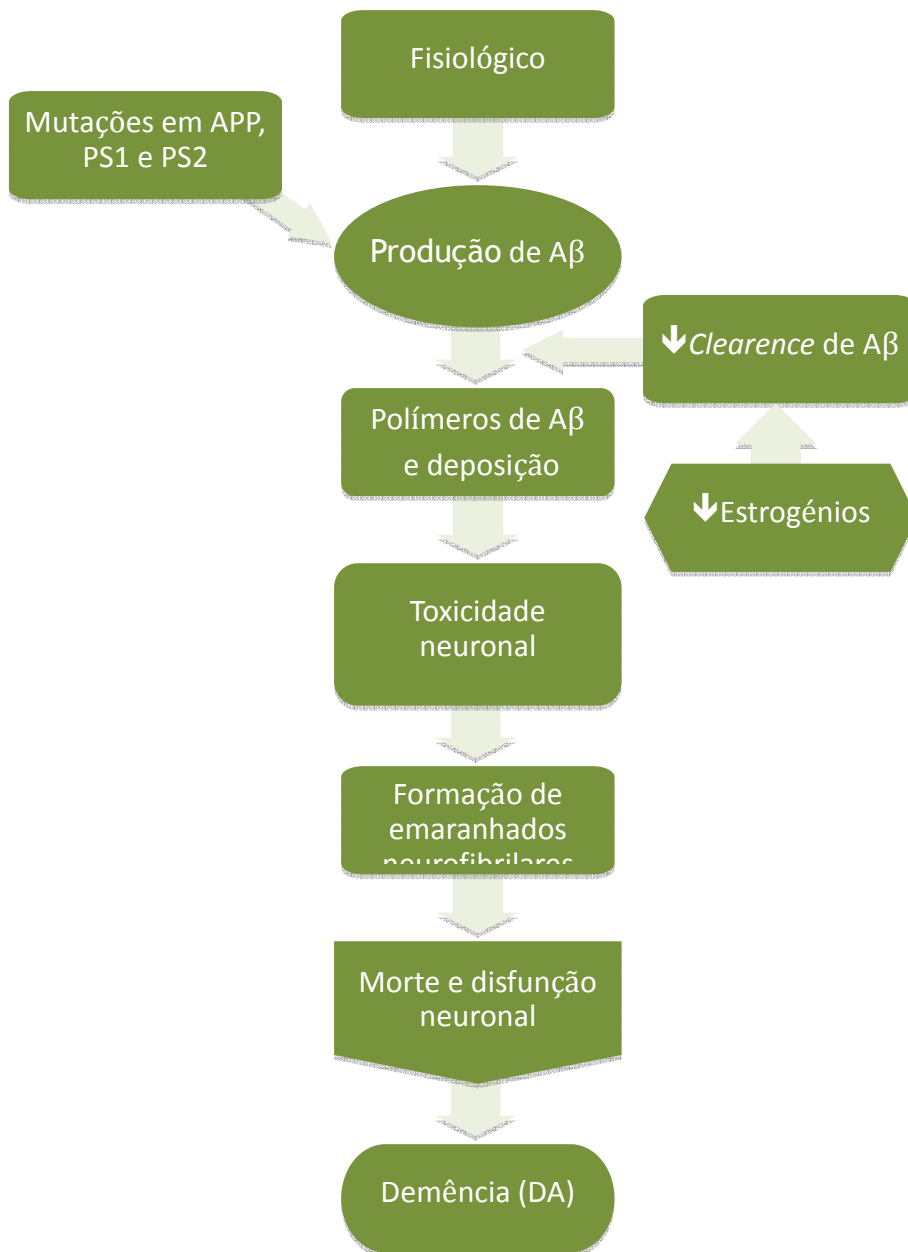 Fisiológico
Mutações em APP,
PS1 e PS2
Produção de Aβ
↓Clearence de Aβ
Polímeros de Aβ
e deposição
↓Estrogénios
Toxicidade
neuronal
Formação de
emaranhados
neurofibrilares
Morte e disfunção
neuronal
Demência (DA)